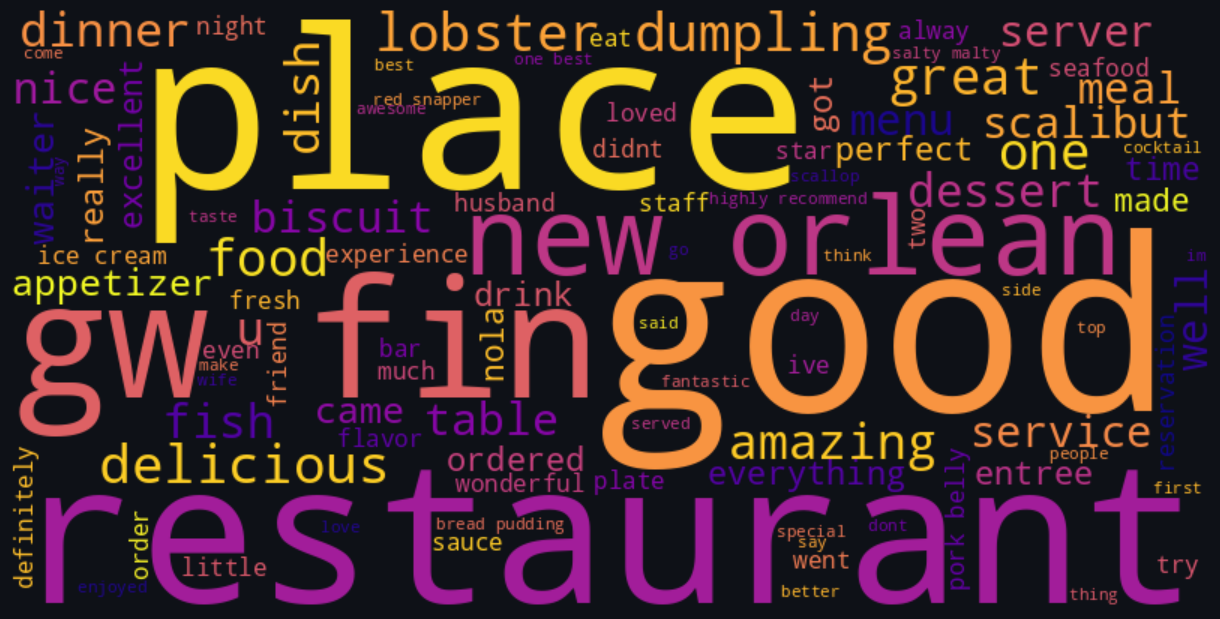 dinner
night
come
nice
waiter
way
really
excellent
place
dish
lobster
eat
dumpling
best
one best
red snapper
awesome
loved
didnt
got
alway
salty malty
server
great
seafood
meal
menu
scalibut
star
perfect
one
cocktail
time
scallop
taste
biscuit
husband
staff
highly recommend
dessert
made
ice cream
food
experience
new orlean
go
two
think
im
appetizer
fresh
drink
side
gw fin
good
u
even
make
wife
friend
bar
much
nola
said
day
ive
fantastic
top
well
reservation
fish
came
flavor
table
served
amazing
service
people
delicious
ordered
wonderful
plate
everything
entree
pork belly
first
definitely
restaurant
order
love
little
enjoyed
bread pudding
sauce
special
say
went
dont
better
try
thing